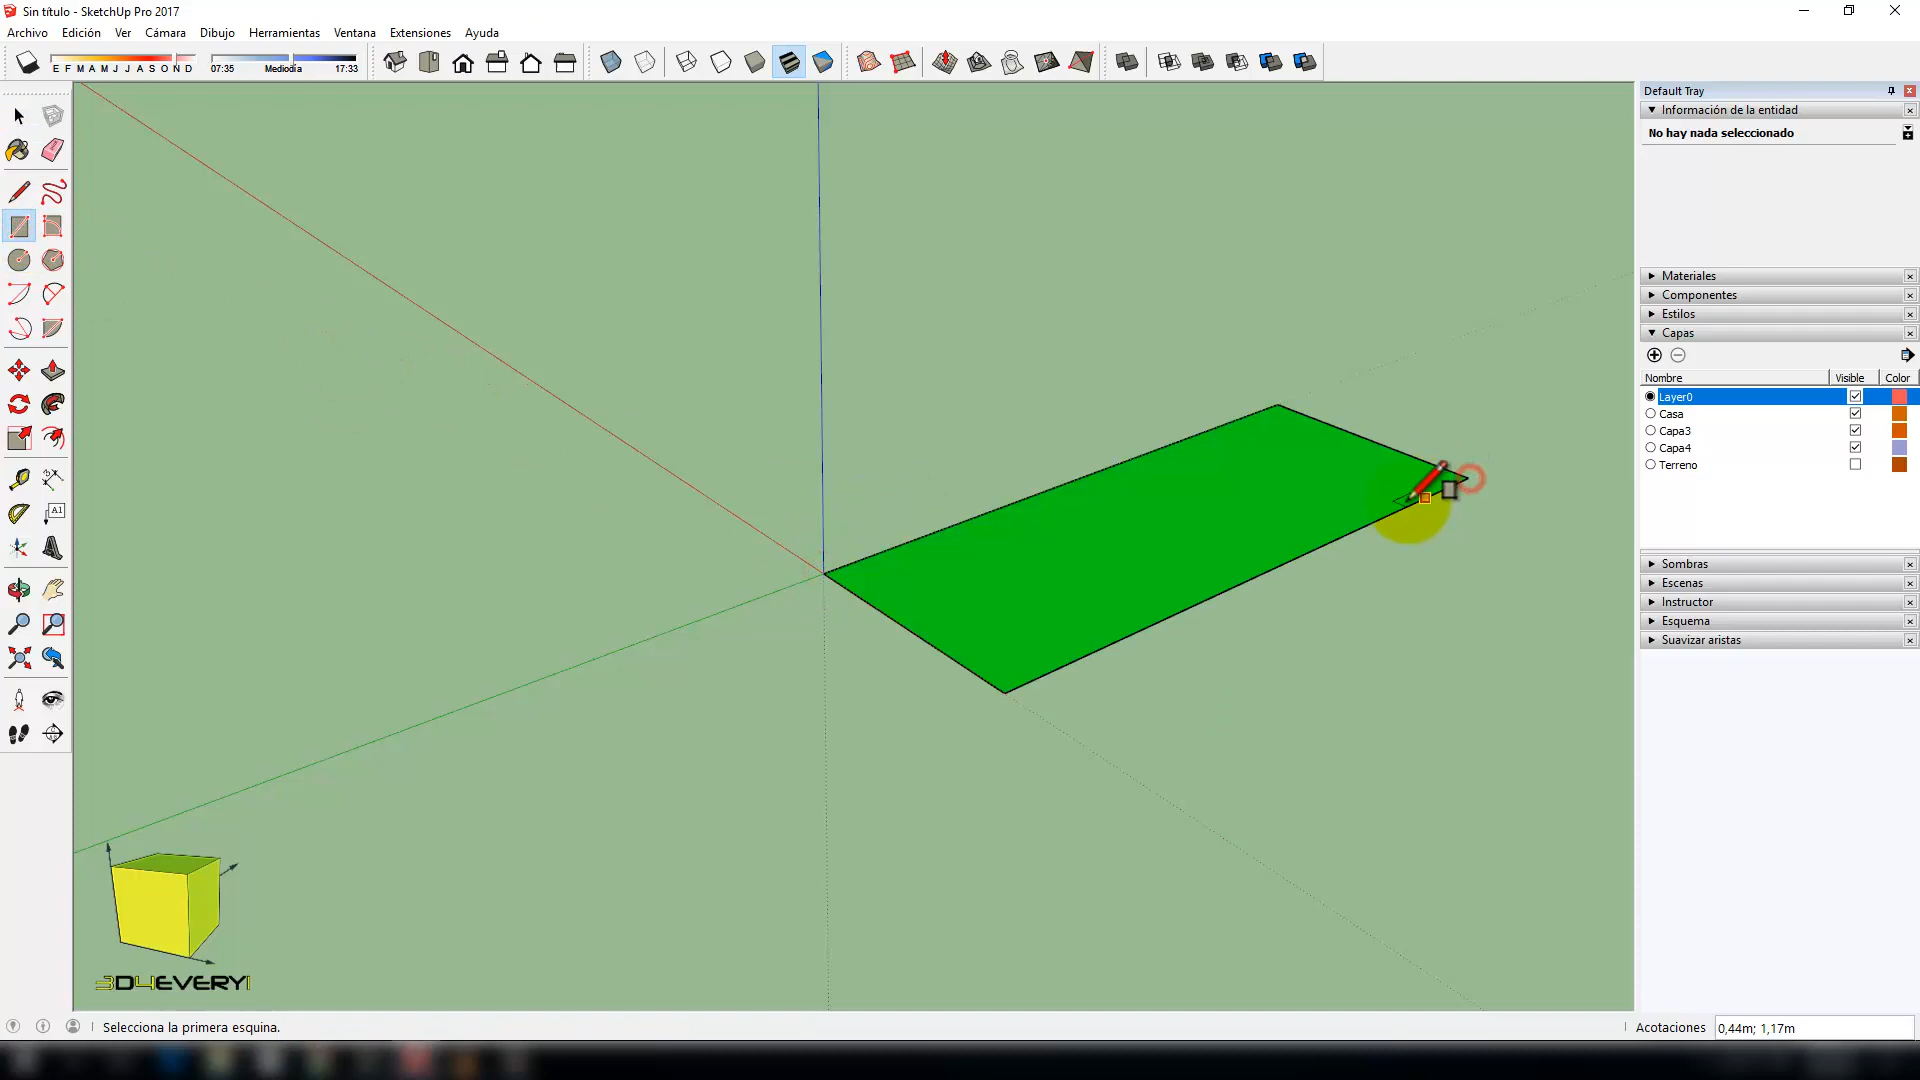 Sin título - SketchUp Pro 2017
Archivo Edición Ver Cámara Dibujo Herramientas Ventana Extensiones Ayuda
E F M A M J J A S O N D 07:35 Mediodía 17:33
Default Tray
Información de la entidad
No hay nada seleccionado
A1
Materiales
Componentes
Estilos
Capas
Nombre Visible Color
Layer0
Casa
Capa3
Capa4
Terreno
Sombras
Escenas
Instructor
Esquema
Suavizar aristas
3D4EVERY1
Selecciona la primera esquina.
Acotaciones 0,44m; 1,17m